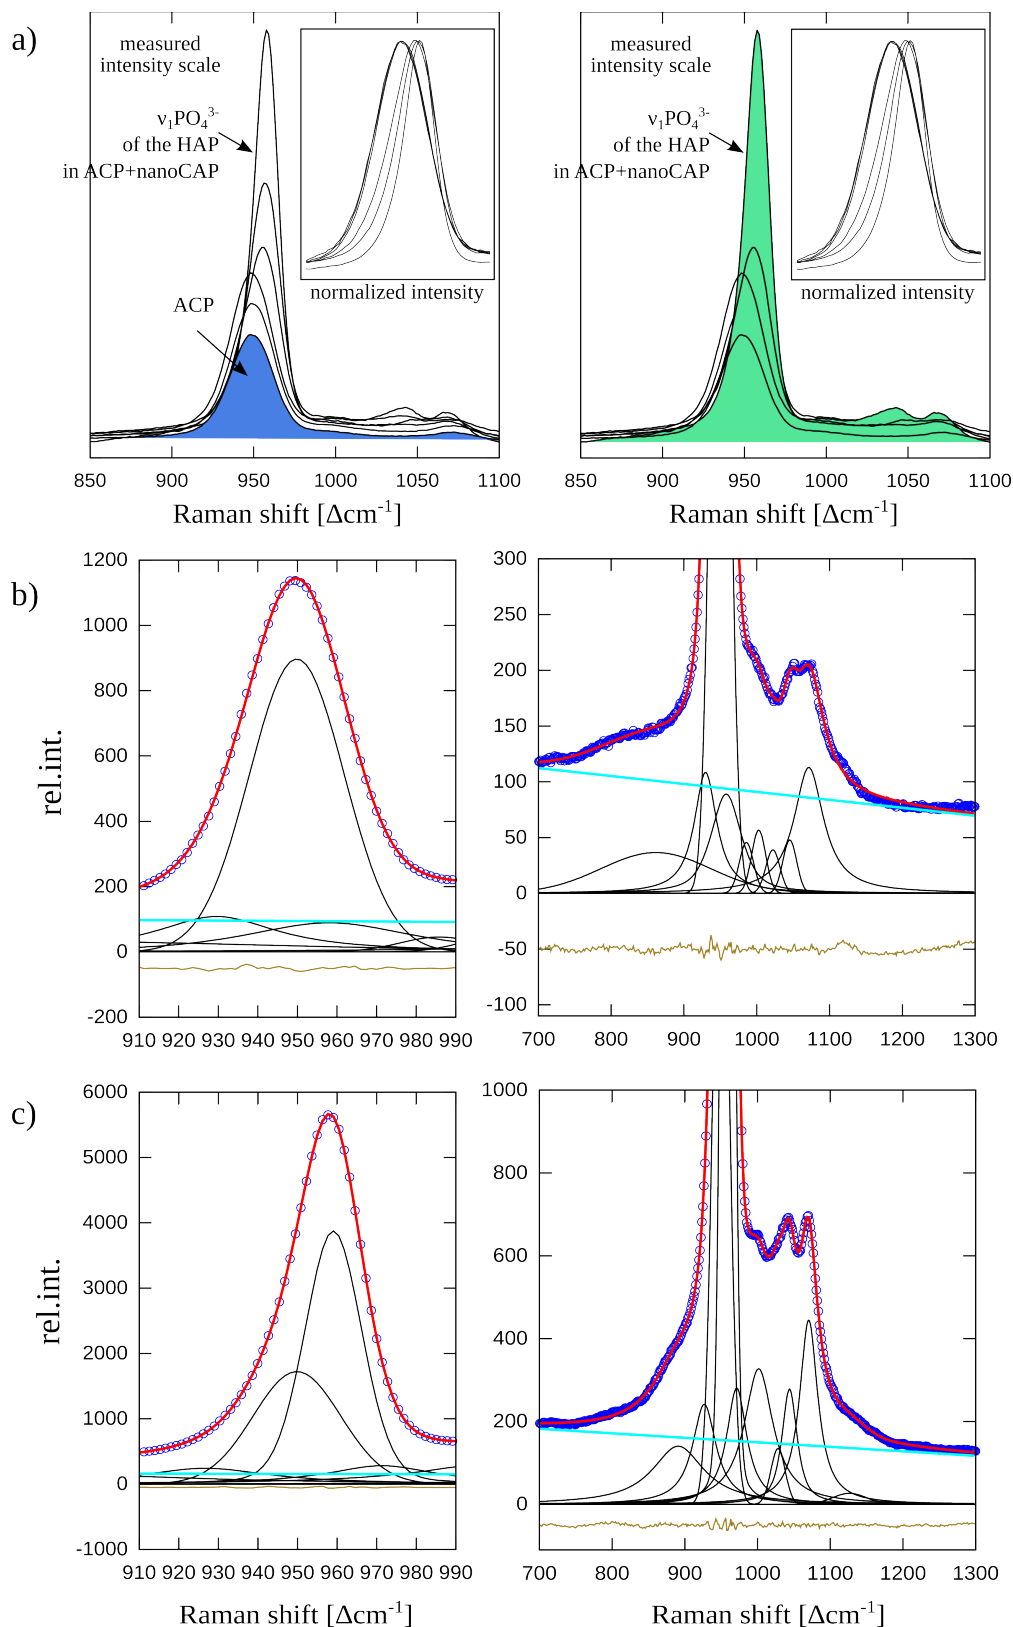 a)
measured
intensity scale
ν₁PO₄³⁻
of the HAP
in ACP+nanoCAP
ACP
normalized intensity
850 900 950 1000 1050 1100
Raman shift [Δcm⁻¹]
measured
intensity scale
ν₁PO₄³⁻
of the HAP
in ACP+nanoCAP
normalized intensity
850 900 950 1000 1050 1100
Raman shift [Δcm⁻¹]
b)
rel.int.
1200
1000
800
600
400
200
0
-200
910 920 930 940 950 960 970 980 990
300
250
200
150
100
50
0
-50
-100
700 800 900 1000 1100 1200 1300
c)
rel.int.
6000
5000
4000
3000
2000
1000
0
-1000
910 920 930 940 950 960 970 980 990
Raman shift [Δcm⁻¹]
1000
800
600
400
200
0
700 800 900 1000 1100 1200 1300
Raman shift [Δcm⁻¹]